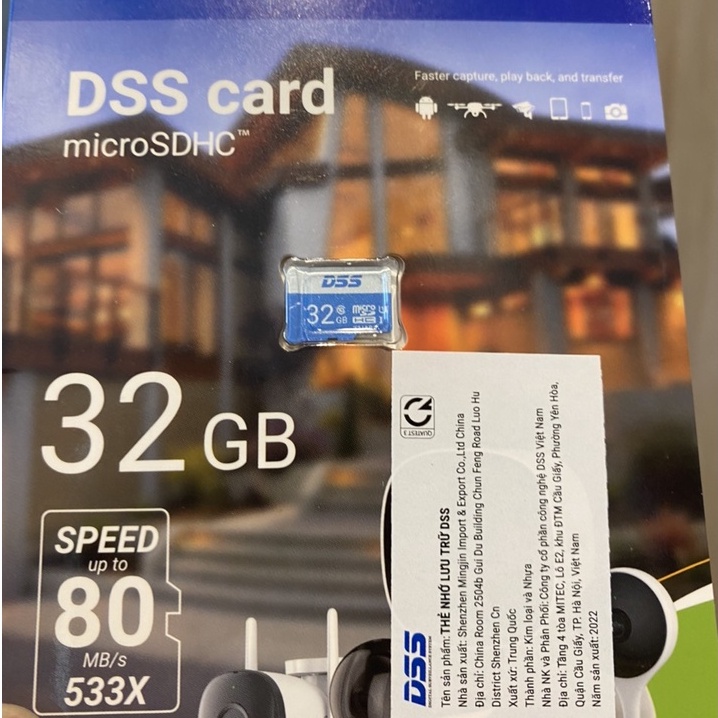 DSS card
microSDHC™
Faster capture, play back, and transfer
DSS
32 GB
micro
HC I
32 GB
SPEED
up to
80
MB/s
533X
QUATEST 3
DSS
Tên sản phẩm: THẺ NHỚ LƯU TRỮ DSS
Nhà sản xuất: Shenzhen Mingjin Import & Export Co.,Ltd China
Địa chỉ: China Room 2504b Gui Du Building Chun Feng Road Luo Hu
District Shenzhen Cn
Xuất xứ: Trung Quốc
Thành phần: Kim loại và Nhựa
Nhà NK và Phân Phối: Công ty cổ phần công nghệ DSS Việt Nam
Địa chỉ: Tầng 4 tòa MITEC, Lô E2, khu ĐTM Cầu Giấy, Phường Yên Hòa,
Quận Cầu Giấy, TP. Hà Nội, Việt Nam
Năm sản xuất: 2022